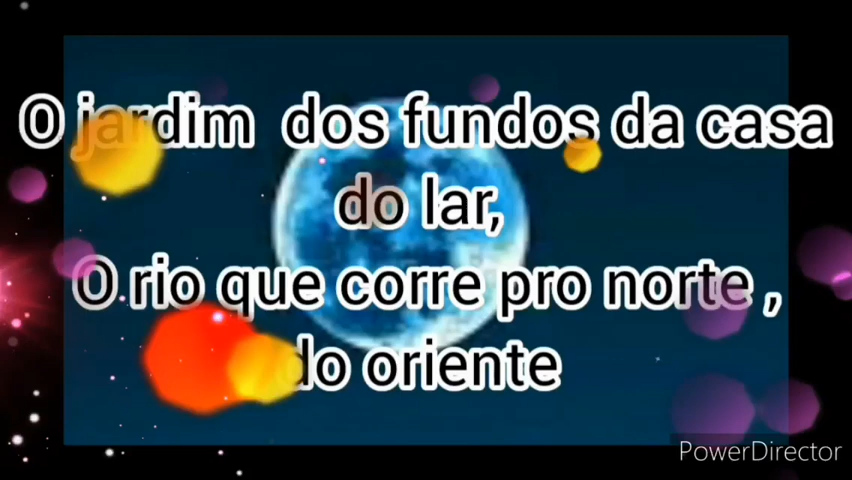 O jardim dos fundos da casa
do lar,
O rio que corre pro norte ,
do oriente
PowerDirector